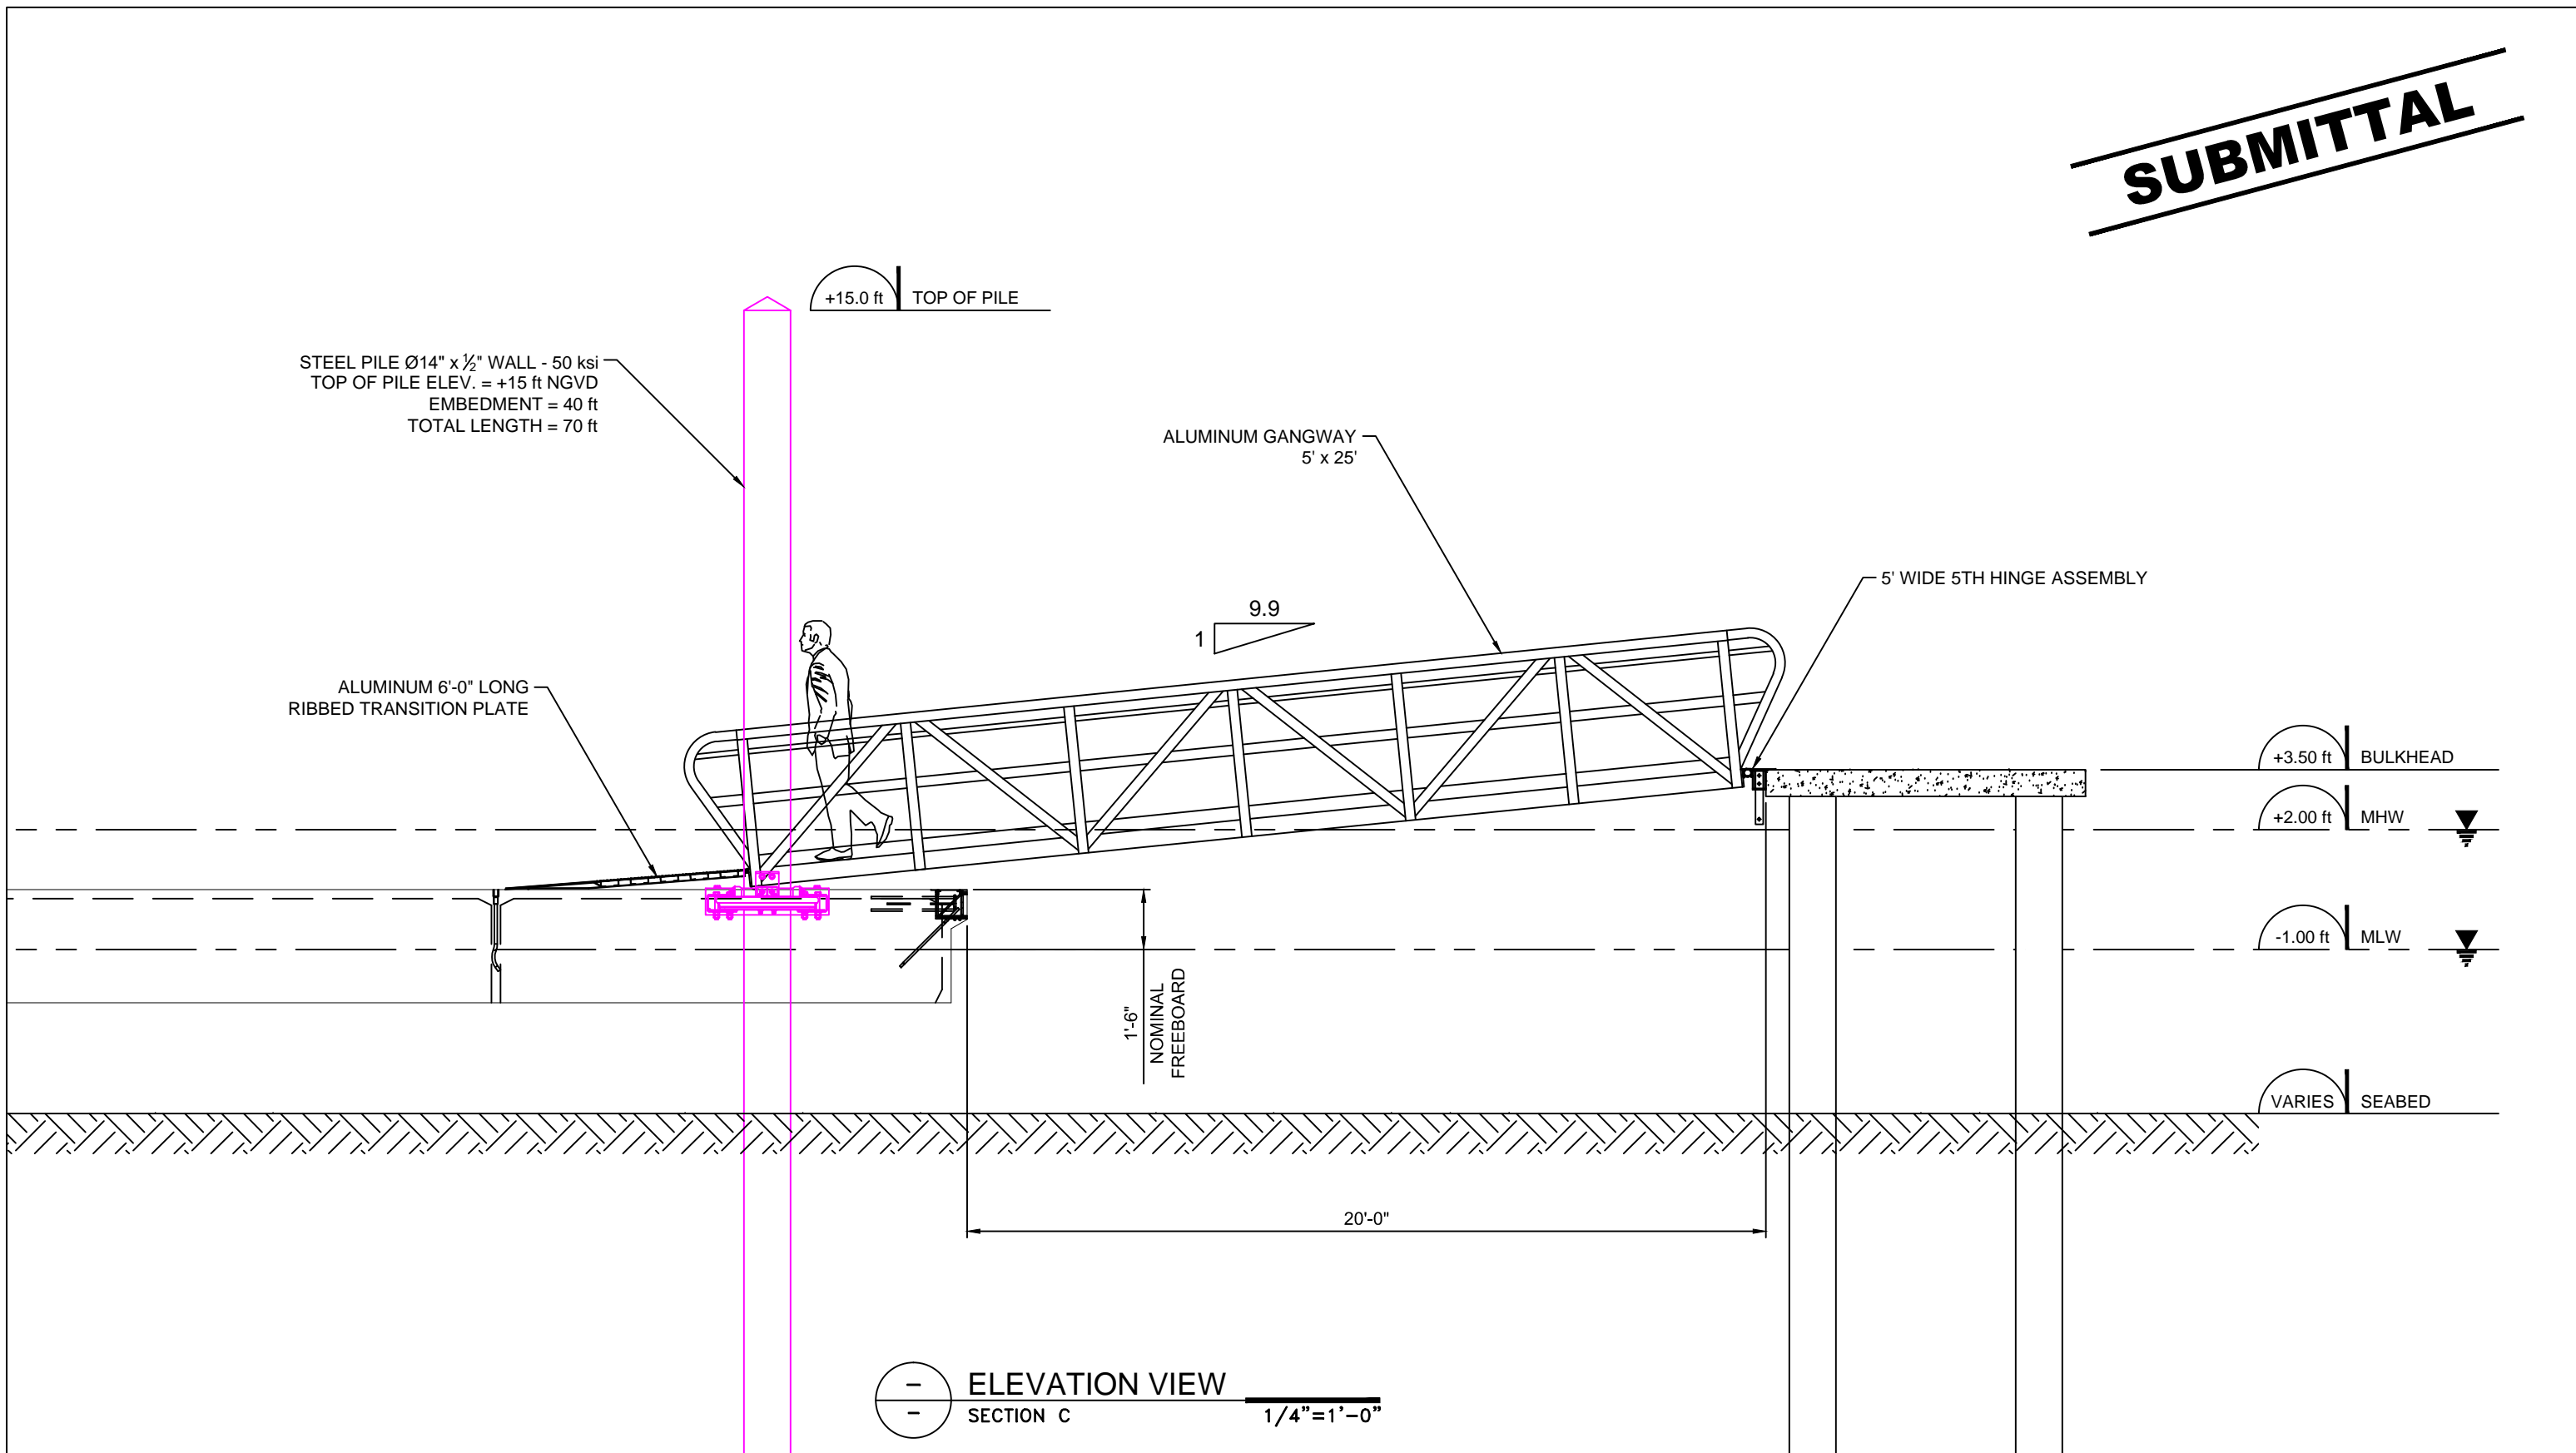 SUBMITTAL
+15.0 ft TOP OF PILE
STEEL PILE Ø14" x ½" WALL - 50 ksi
TOP OF PILE ELEV. = +15 ft NGVD
EMBEDMENT = 40 ft
TOTAL LENGTH = 70 ft
ALUMINUM GANGWAY
5' x 25'
5' WIDE 5TH HINGE ASSEMBLY
9.9
1
ALUMINUM 6'-0" LONG
RIBBED TRANSITION PLATE
+3.50 ft BULKHEAD
+2.00 ft MHW
-1.00 ft MLW
1'-6"
NOMINAL
FREEBOARD
VARIES SEABED
20'-0"
- ELEVATION VIEW
- SECTION C 1/4"=1'-0"